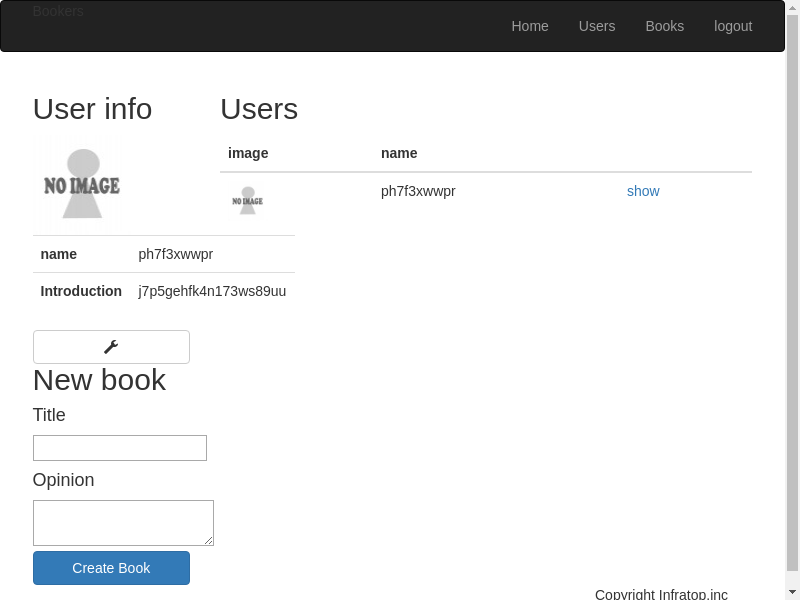 Bookers
Home Users Books logout
User info
Users
image name
NO IMAGE
NO IMAGE
ph7f3xwwpr show
name ph7f3xwwpr
Introduction j7p5gehfk4n173ws89uu
New book
Title
Opinion
Create Book
Copyright Infratop.inc